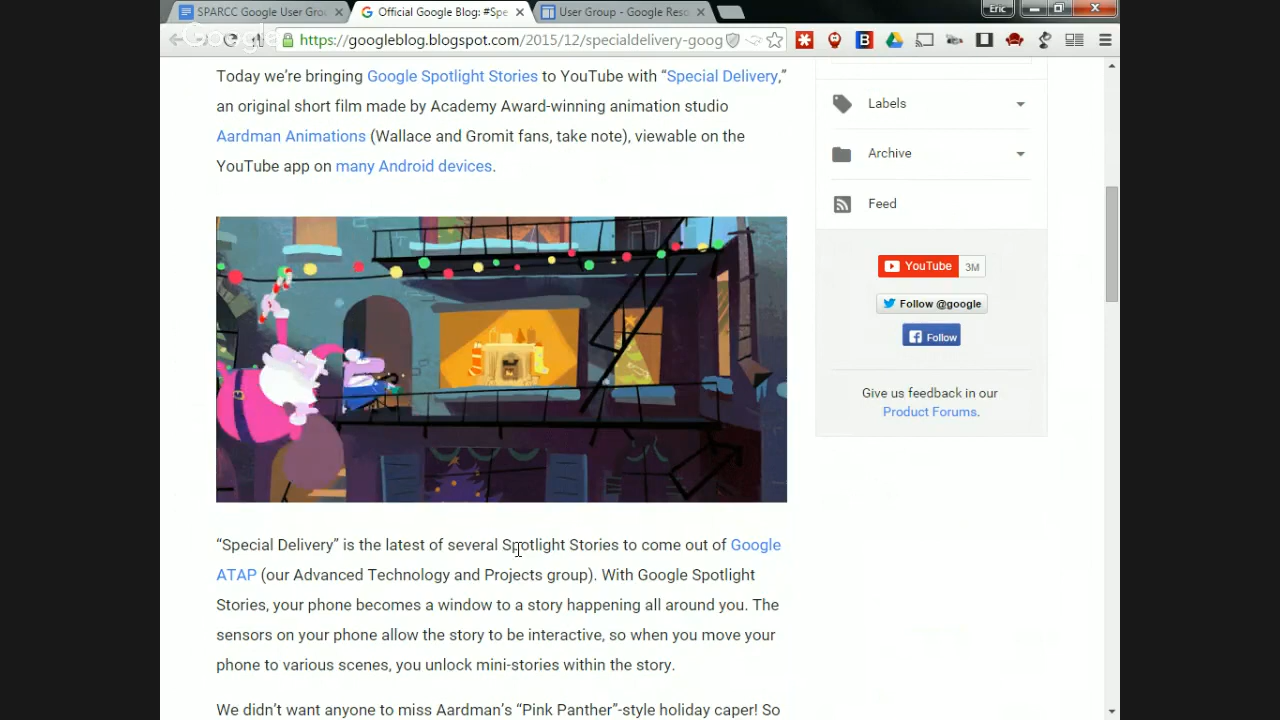 SPARCC Google User Grou
Official Google Blog: #Spe
User Group - Google Reso
Eric
Google
https://googleblog.blogspot.com/2015/12/specialdelivery-goog
Today we’re bringing Google Spotlight Stories to YouTube with “Special Delivery,”
an original short film made by Academy Award-winning animation studio
Aardman Animations (Wallace and Gromit fans, take note), viewable on the
YouTube app on many Android devices.
“Special Delivery” is the latest of several Spotlight Stories to come out of Google
ATAP (our Advanced Technology and Projects group). With Google Spotlight
Stories, your phone becomes a window to a story happening all around you. The
sensors on your phone allow the story to be interactive, so when you move your
phone to various scenes, you unlock mini-stories within the story.
We didn’t want anyone to miss Aardman’s “Pink Panther”-style holiday caper! So
Labels
Archive
Feed
YouTube 3M
Follow @google
Follow
Give us feedback in our
Product Forums.